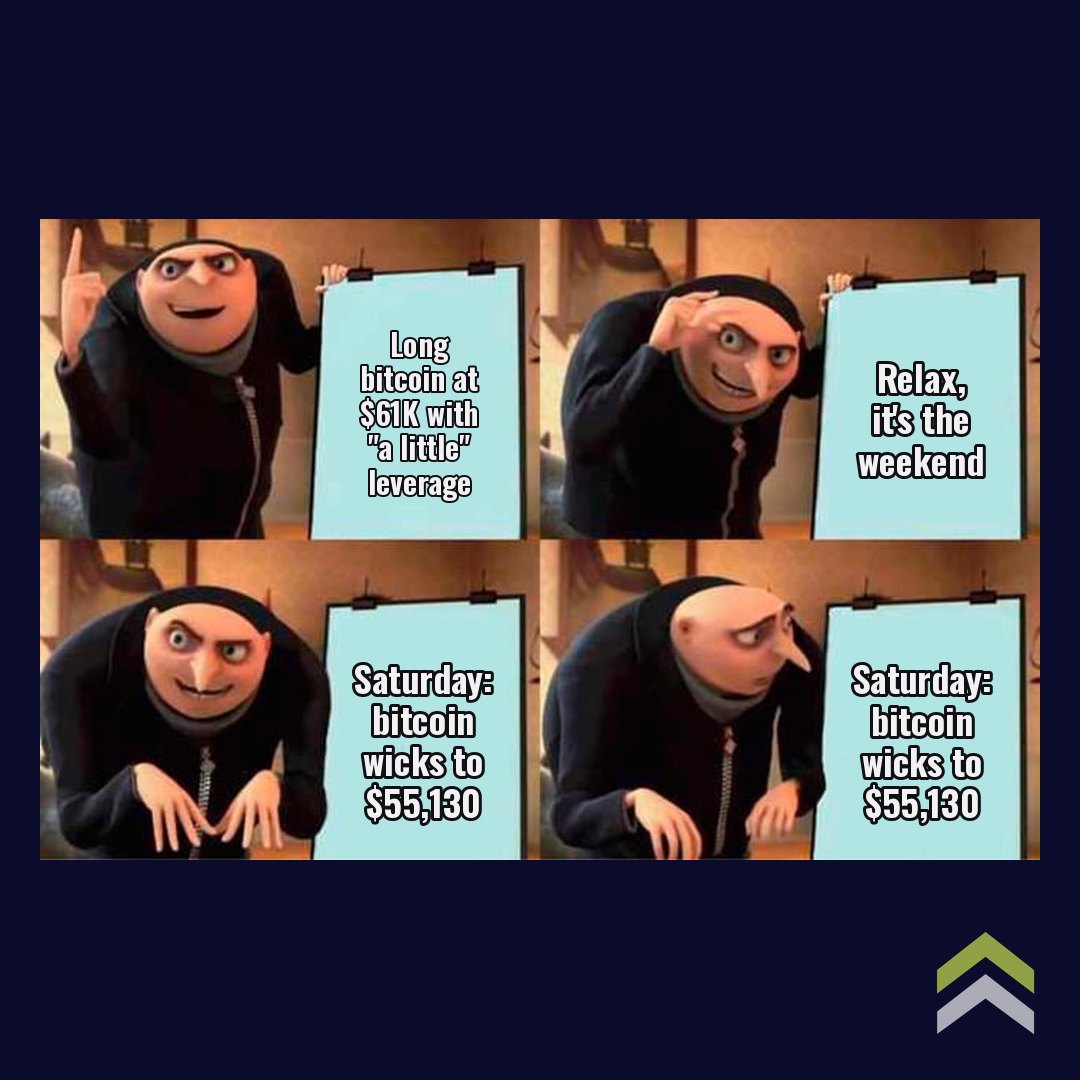 Long
bitcoin at
$61K with
"a little"
leverage
Relax,
it's the
weekend
Saturday:
bitcoin
wicks to
$55,130
Saturday:
bitcoin
wicks to
$55,130